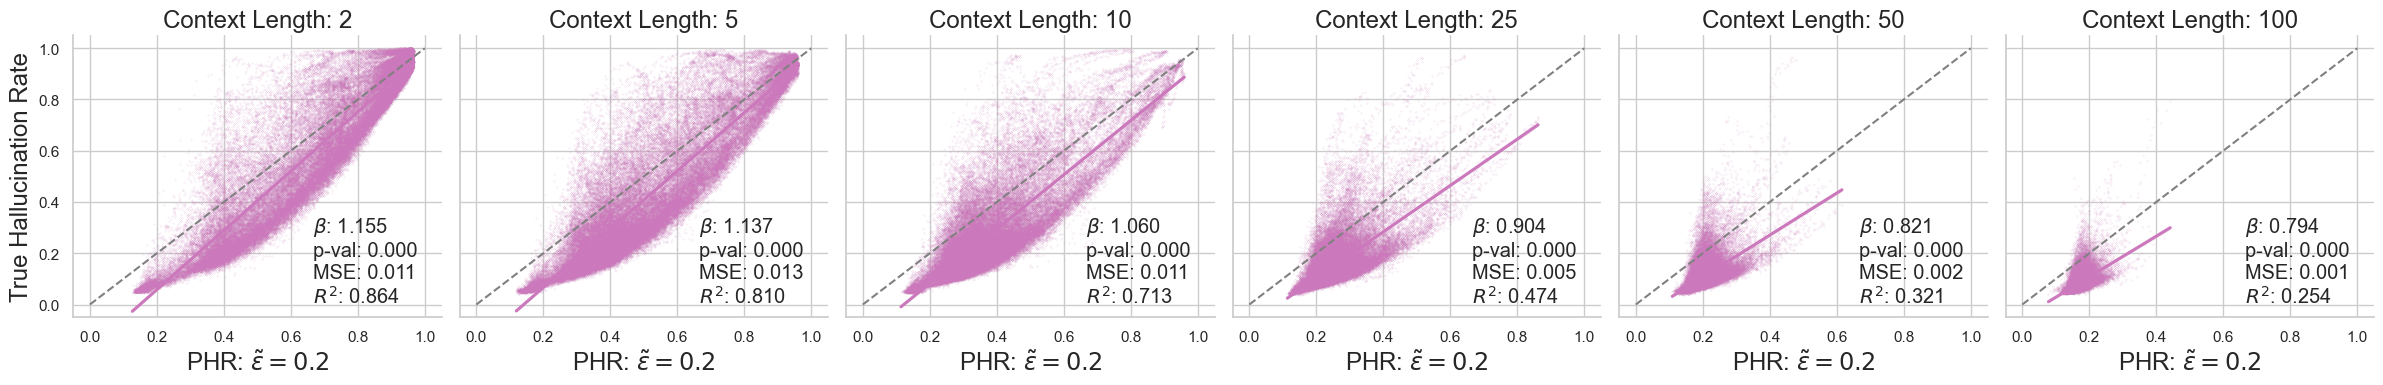 Context Length: 2
Context Length: 5
Context Length: 10
Context Length: 25
Context Length: 50
Context Length: 100
True Hallucination Rate
1.0
0.8
0.6
0.4
0.2
0.0
β: 1.155
p-val: 0.000
MSE: 0.011
R²: 0.864
β: 1.137
p-val: 0.000
MSE: 0.013
R²: 0.810
β: 1.060
p-val: 0.000
MSE: 0.011
R²: 0.713
β: 0.904
p-val: 0.000
MSE: 0.005
R²: 0.474
β: 0.821
p-val: 0.000
MSE: 0.002
R²: 0.321
β: 0.794
p-val: 0.000
MSE: 0.001
R²: 0.254
0.0 0.2 0.4 0.6 0.8 1.0
0.0 0.2 0.4 0.6 0.8 1.0
0.0 0.2 0.4 0.6 0.8 1.0
0.0 0.2 0.4 0.6 0.8 1.0
0.0 0.2 0.4 0.6 0.8 1.0
0.0 0.2 0.4 0.6 0.8 1.0
PHR: ε̃ = 0.2
PHR: ε̃ = 0.2
PHR: ε̃ = 0.2
PHR: ε̃ = 0.2
PHR: ε̃ = 0.2
PHR: ε̃ = 0.2